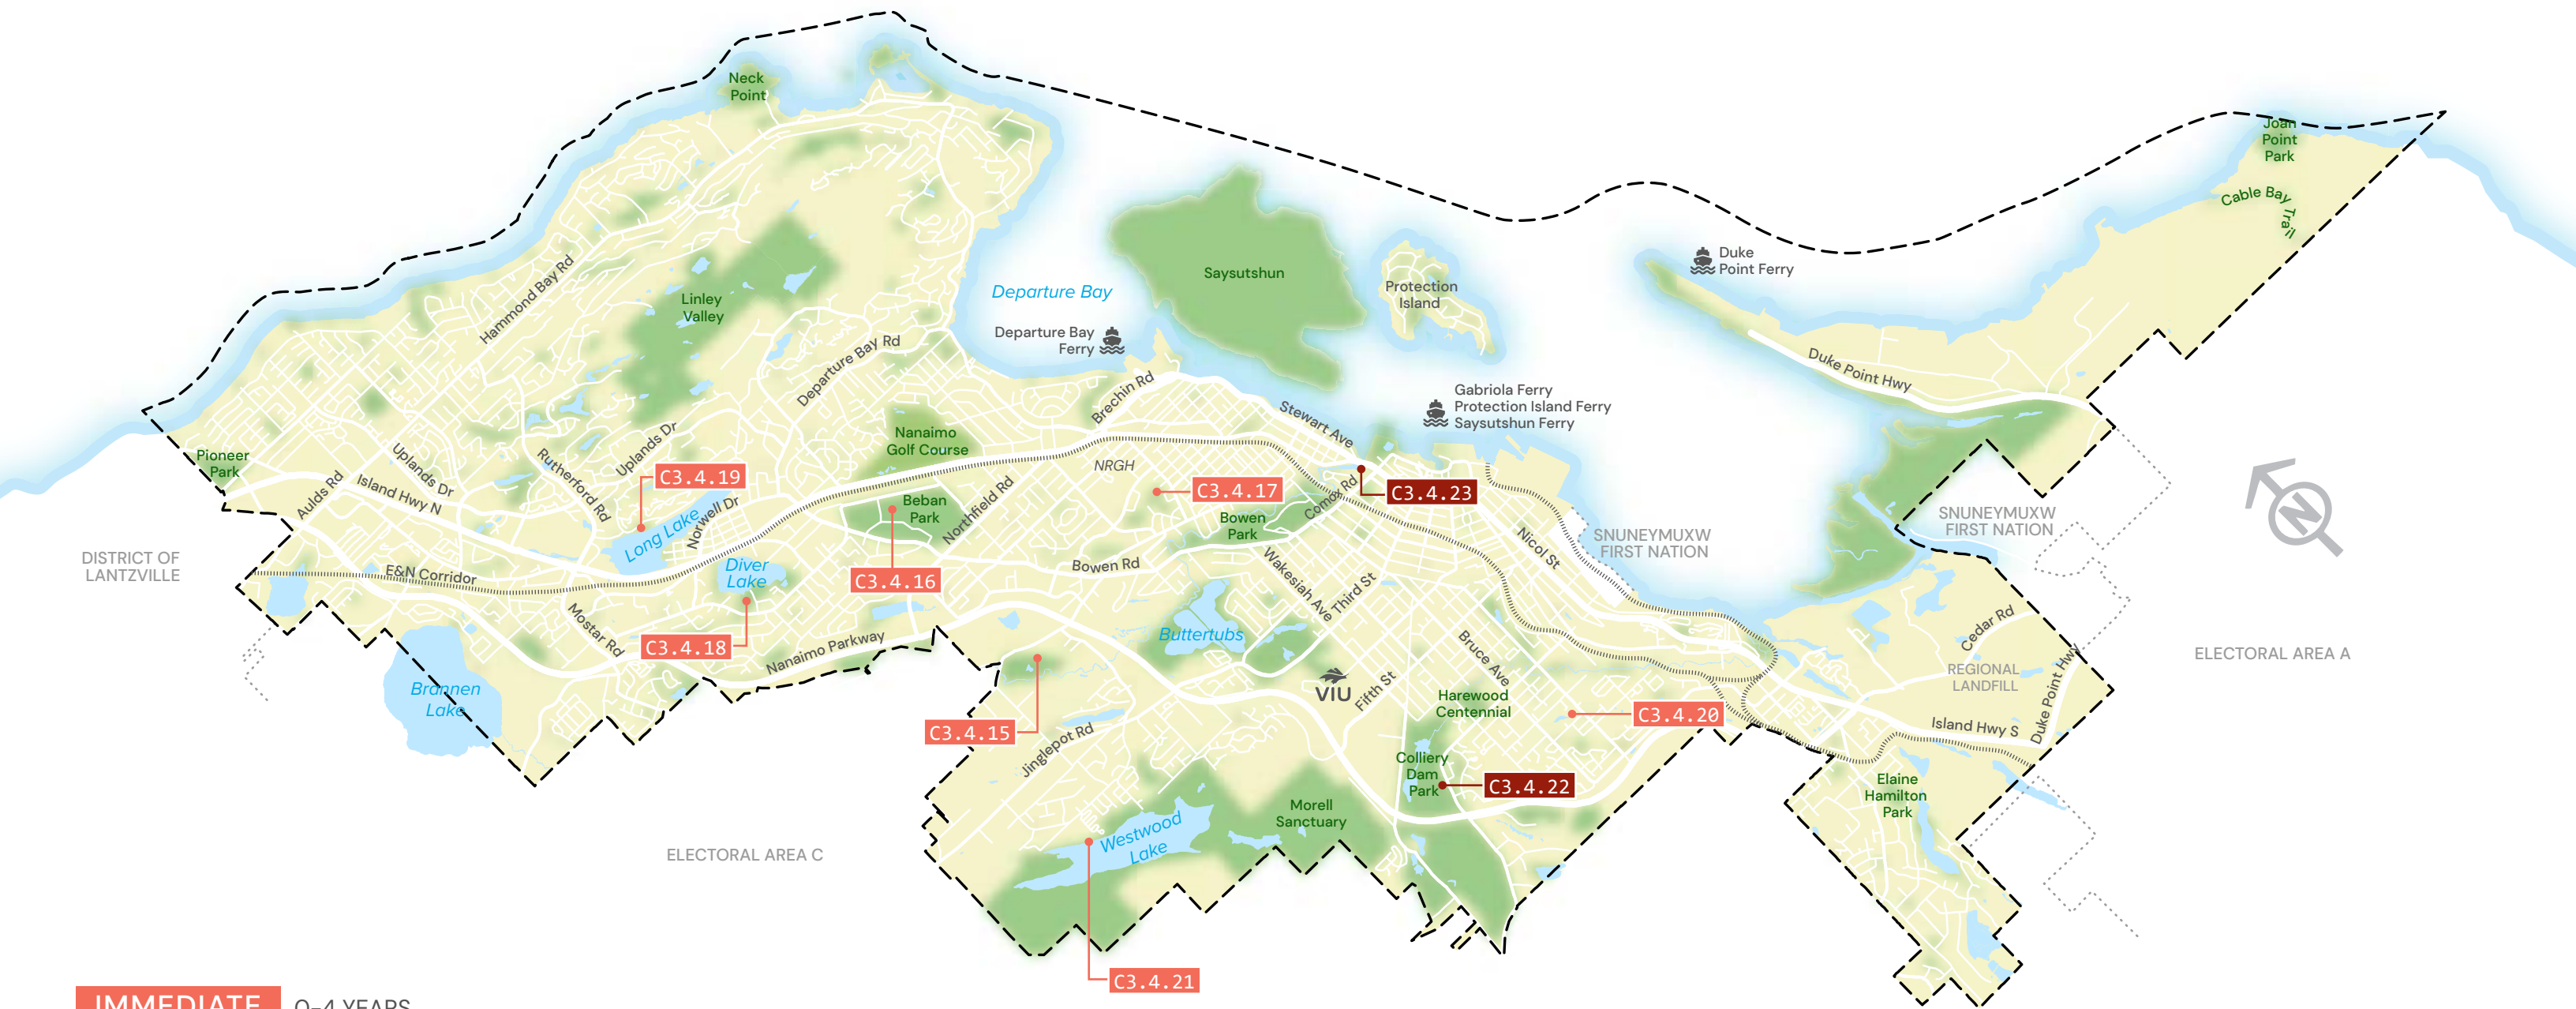 Neck
Point
Joan
Point
Park
Cable Bay Trail
Hammond Bay Rd
Linley
Valley
Departure Bay
Departure Bay
Ferry
Saysutshun
Protection
Island
Duke
Point Ferry
Duke Point Hwy
Departure Bay Rd
Brechin Rd
Stewart Ave
Gabriola Ferry
Protection Island Ferry
Saysutshun Ferry
Pioneer
Park
Aulds Rd
Uplands Dr
Island Hwy N
Rutherford Rd
Uplands Dr
C3.4.19
Long Lake
Norwell Dr
Nanaimo
Golf Course
Beban
Park
Northfield Rd
NRGH
C3.4.17
Bowen
Park
Comox Rd
C3.4.23
Nicol St
SNUNEYMUXW
FIRST NATION
SNUNEYMUXW
FIRST NATION
N
DISTRICT OF
LANTZVILLE
E&N Corridor
Diver
Lake
C3.4.16
Bowen Rd
Wakesiah Ave
Third St
Mostar Rd
C3.4.18
Nanaimo Parkway
Buttertubs
VIU
Fifth St
Bruce Ave
Harewood
Centennial
C3.4.20
Cedar Rd
REGIONAL
LANDFILL
Duke Point Hwy
Island Hwy S
ELECTORAL AREA A
Brannen
Lake
C3.4.15
Jinglepot Rd
Colliery
Dam
Park
C3.4.22
Elaine
Hamilton
Park
Morell
Sanctuary
Westwood
Lake
ELECTORAL AREA C
C3.4.21
IMMEDIATE 0-4 YEARS